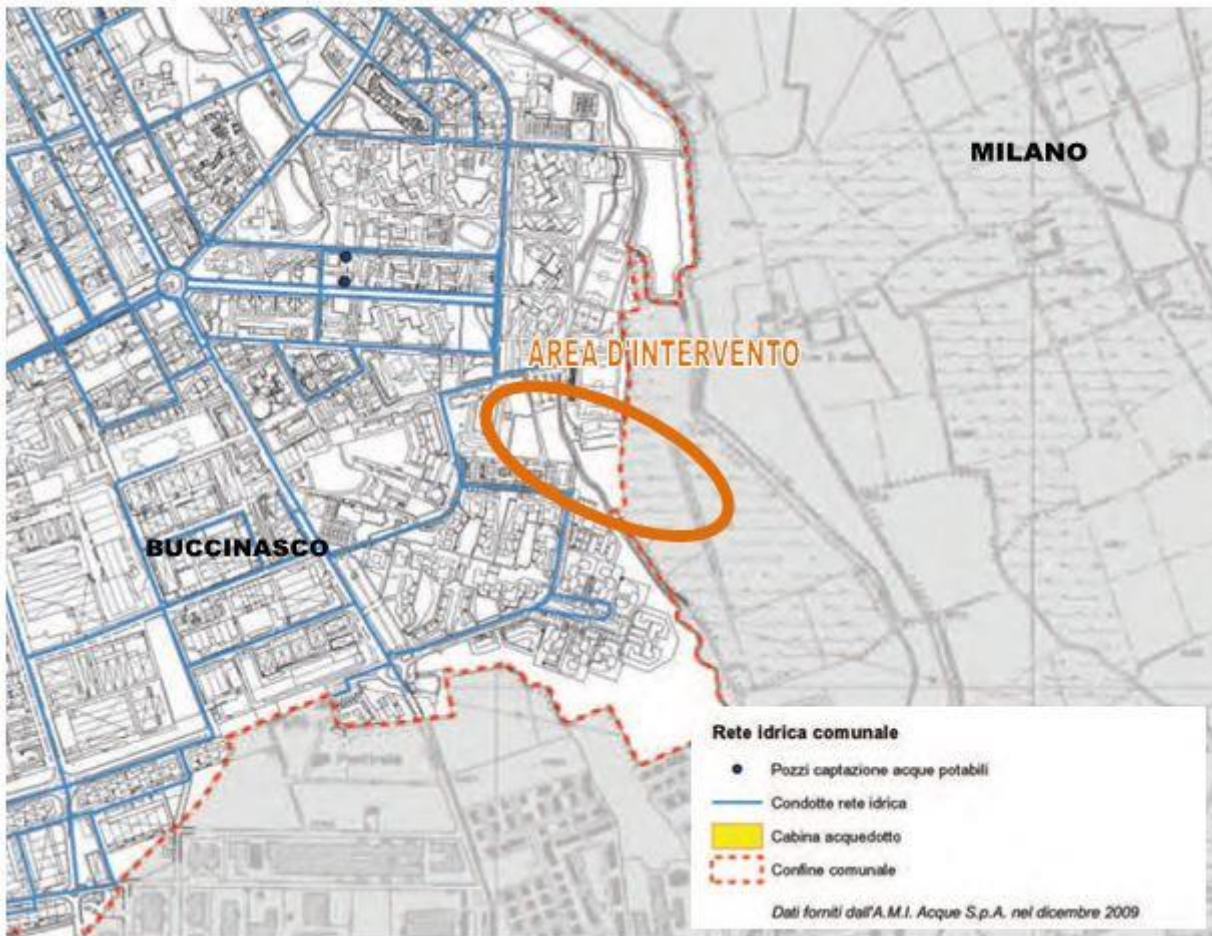 MILANO
AREA D'INTERVENTO
BUCCINASCO
Rete idrica comunale
Pozzi captazione acque potabili
Condotte rete idrica
Cabina acquedotto
Confine comunale
Dati forniti dall'A.M.I. Acque S.p.A. nel dicembre 2009